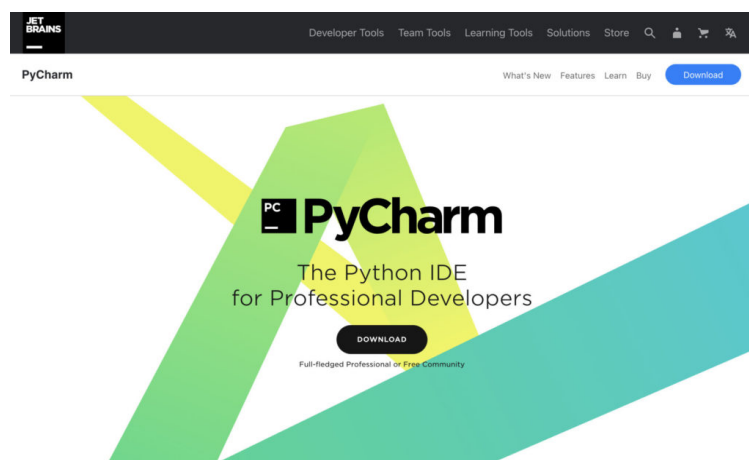 JET
BRAINS
Developer Tools Team Tools Learning Tools Solutions Store
PyCharm
What's New Features Learn Buy Download
PC
PyCharm
The Python IDE
for Professional Developers
DOWNLOAD
Full-fledged Professional or Free Community